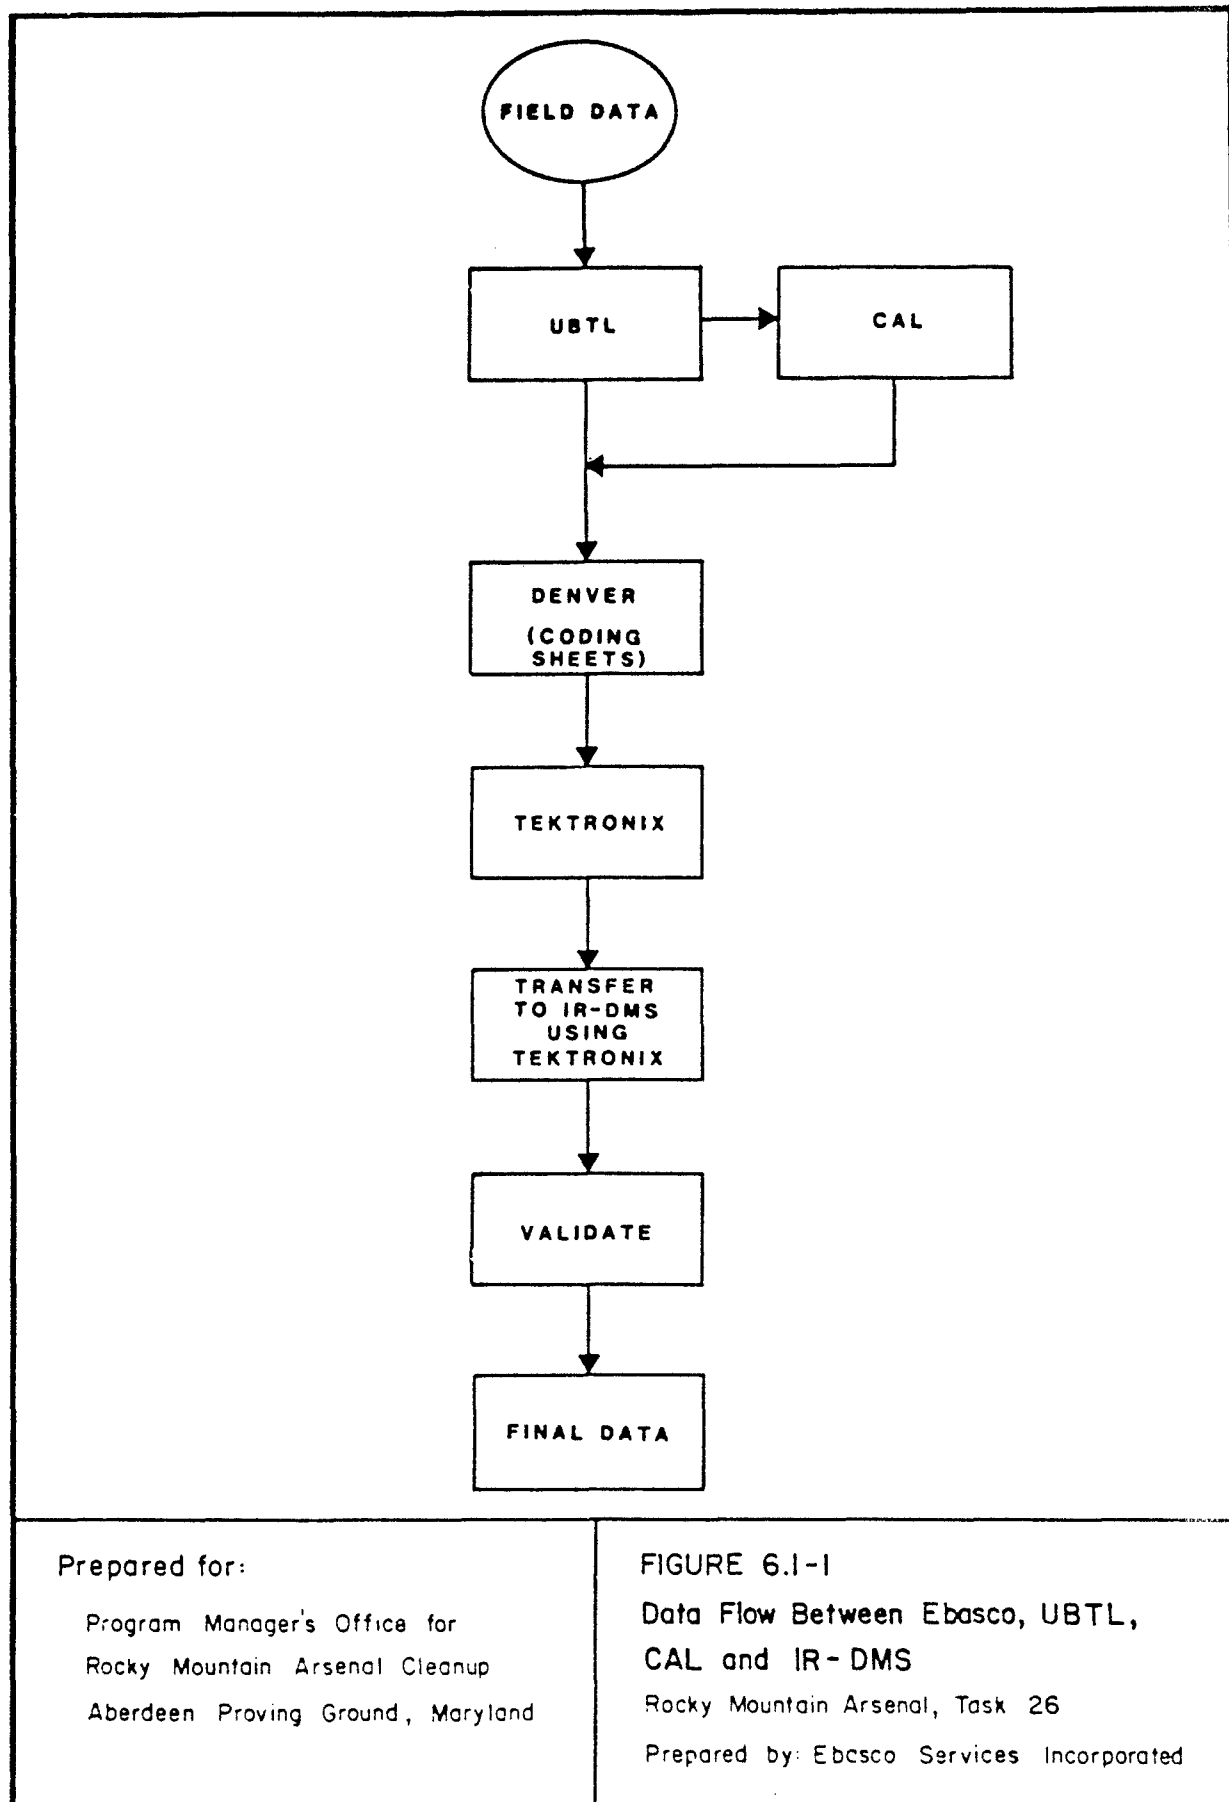 FIELD DATA
UBTL
CAL
DENVER
(CODING
SHEETS)
TEKTRONIX
TRANSFER
TO IR-DMS
USING
TEKTRONIX
VALIDATE
FINAL DATA
Prepared for:
Program Manager's Office for
Rocky Mountain Arsenal Cleanup
Aberdeen Proving Ground, Maryland
FIGURE 6.1-1
Data Flow Between Ebasco, UBTL,
CAL and IR-DMS
Rocky Mountain Arsenal, Task 26
Prepared by: Ebasco Services Incorporated